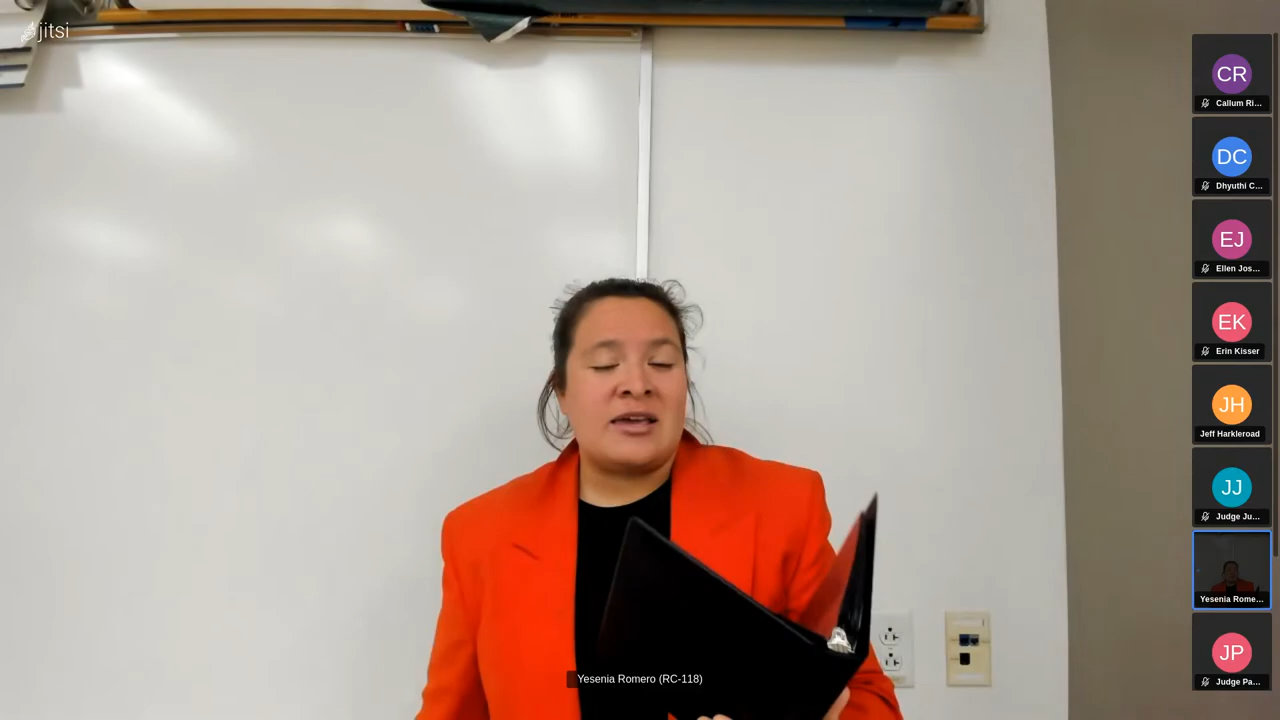 jitsi
CR
Callum Ri...
DC
Dhyuthi C...
EJ
Ellen Jos...
EK
Erin Kisser
JH
Jeff Harkleroad
JJ
Judge Ju...
Yesenia Rome...
JP
Judge Pa...
Yesenia Romero (RC-118)